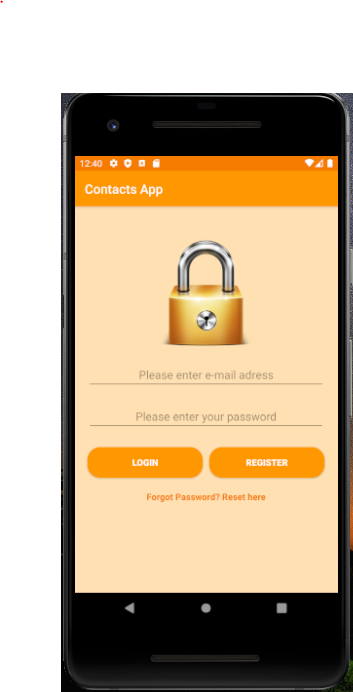 12:40
Contacts App
Please enter e-mail adress
Please enter your password
LOGIN
REGISTER
Forgot Password? Reset here